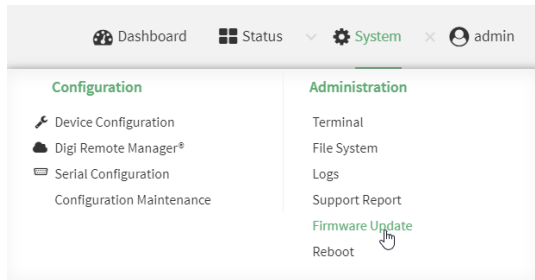 Dashboard Status System admin
Configuration
Device Configuration
Digi Remote Manager®
Serial Configuration
Configuration Maintenance
Administration
Terminal
File System
Logs
Support Report
Firmware Update
Reboot